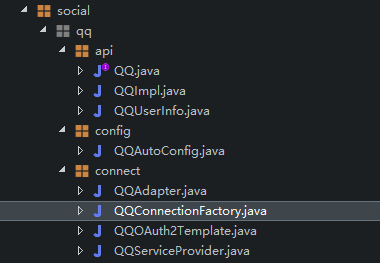 social
qq
api
QQ.java
QQImpl.java
QQUserInfo.java
config
QQAutoConfig.java
connect
QQAdapter.java
QQConnectionFactory.java
QQOAuth2Template.java
QQServiceProvider.java